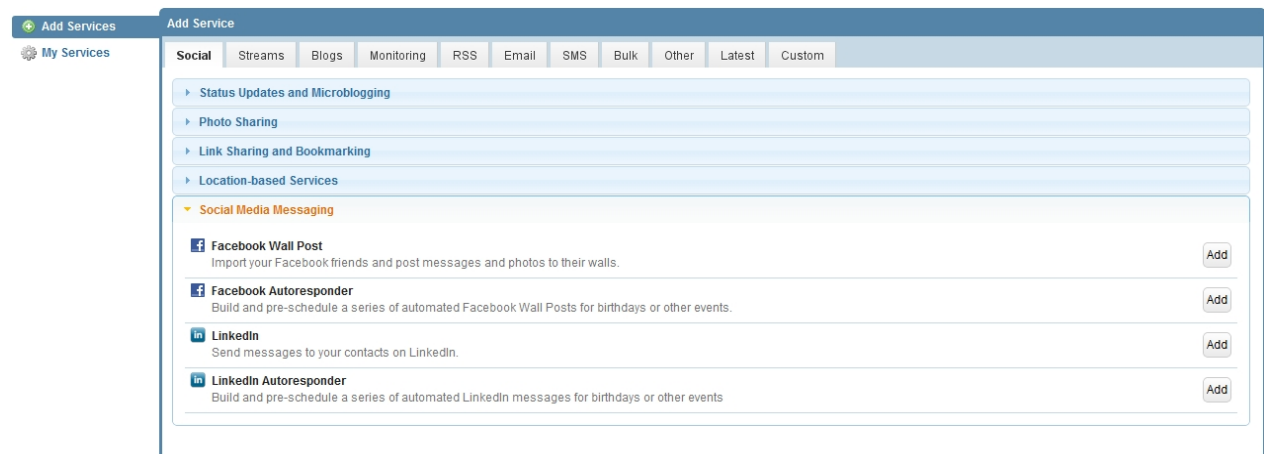 Add Services
My Services
Add Service
Social Streams Blogs Monitoring RSS Email SMS Bulk Other Latest Custom
Status Updates and Microblogging
Photo Sharing
Link Sharing and Bookmarking
Location-based Services
Social Media Messaging
Facebook Wall Post
Import your Facebook friends and post messages and photos to their walls.
Add
Facebook Autoresponder
Build and pre-schedule a series of automated Facebook Wall Posts for birthdays or other events.
Add
LinkedIn
Send messages to your contacts on LinkedIn.
Add
LinkedIn Autoresponder
Build and pre-schedule a series of automated LinkedIn messages for birthdays or other events
Add